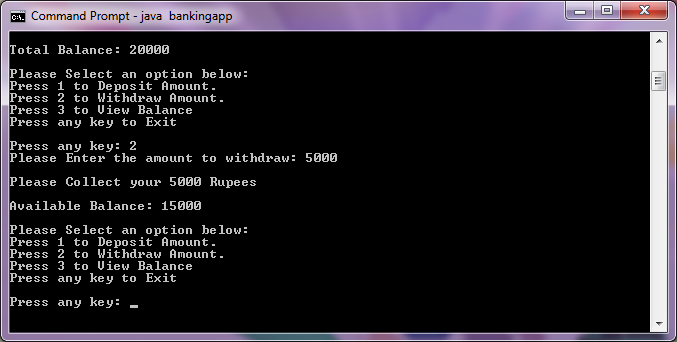 Command Prompt - java bankingapp
Total Balance: 20000
Please Select an option below:
Press 1 to Deposit Amount.
Press 2 to Withdraw Amount.
Press 3 to View Balance
Press any key to Exit
Press any key: 2
Please Enter the amount to withdraw: 5000
Please Collect your 5000 Rupees
Available Balance: 15000
Please Select an option below:
Press 1 to Deposit Amount.
Press 2 to Withdraw Amount.
Press 3 to View Balance
Press any key to Exit
Press any key: _